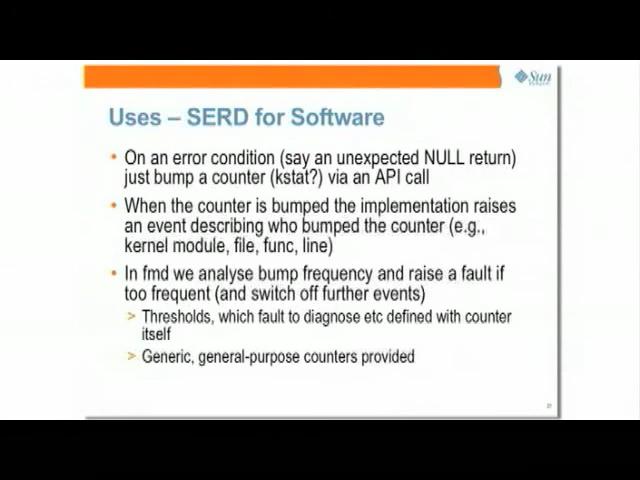 Sun
Uses – SERD for Software
• On an error condition (say an unexpected NULL return)
just bump a counter (kstat?) via an API call
• When the counter is bumped the implementation raises
an event describing who bumped the counter (e.g.,
kernel module, file, func, line)
• In fmd we analyse bump frequency and raise a fault if
too frequent (and switch off further events)
> Thresholds, which fault to diagnose etc defined with counter
itself
> Generic, general-purpose counters provided